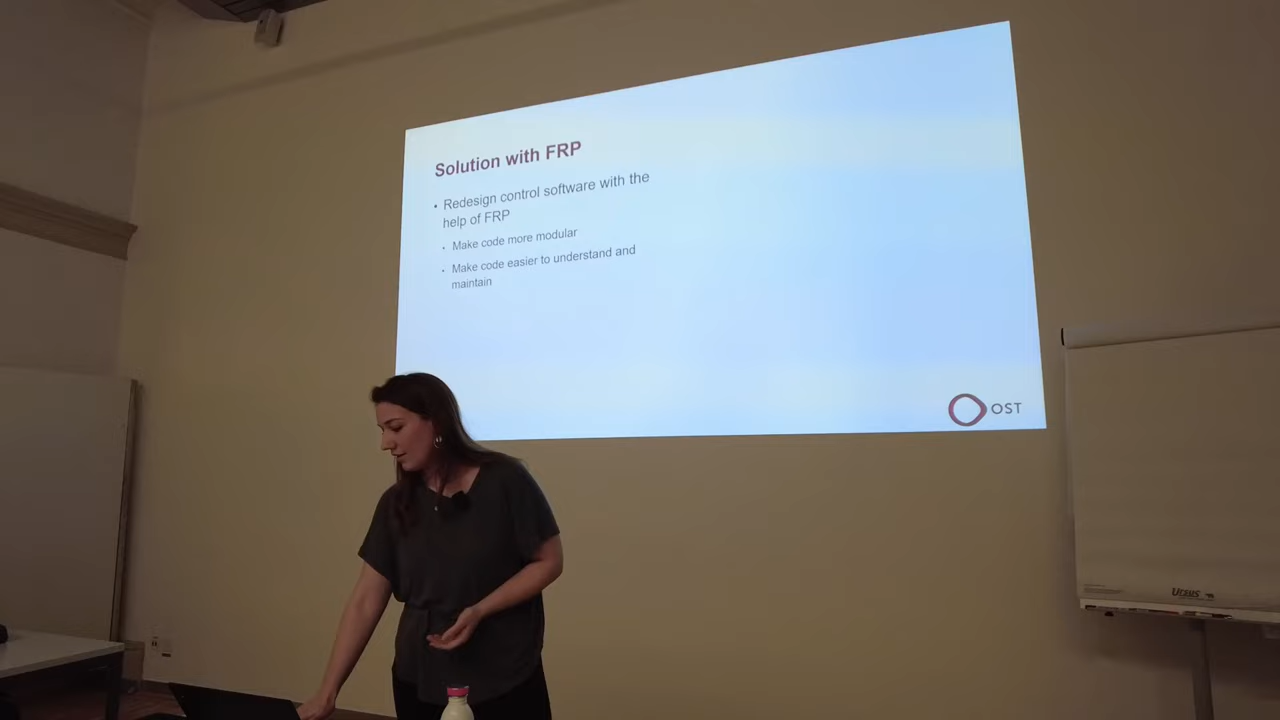 Solution with FRP
• Redesign control software with the
help of FRP
• Make code more modular
• Make code easier to understand and
maintain
OST
URSUS